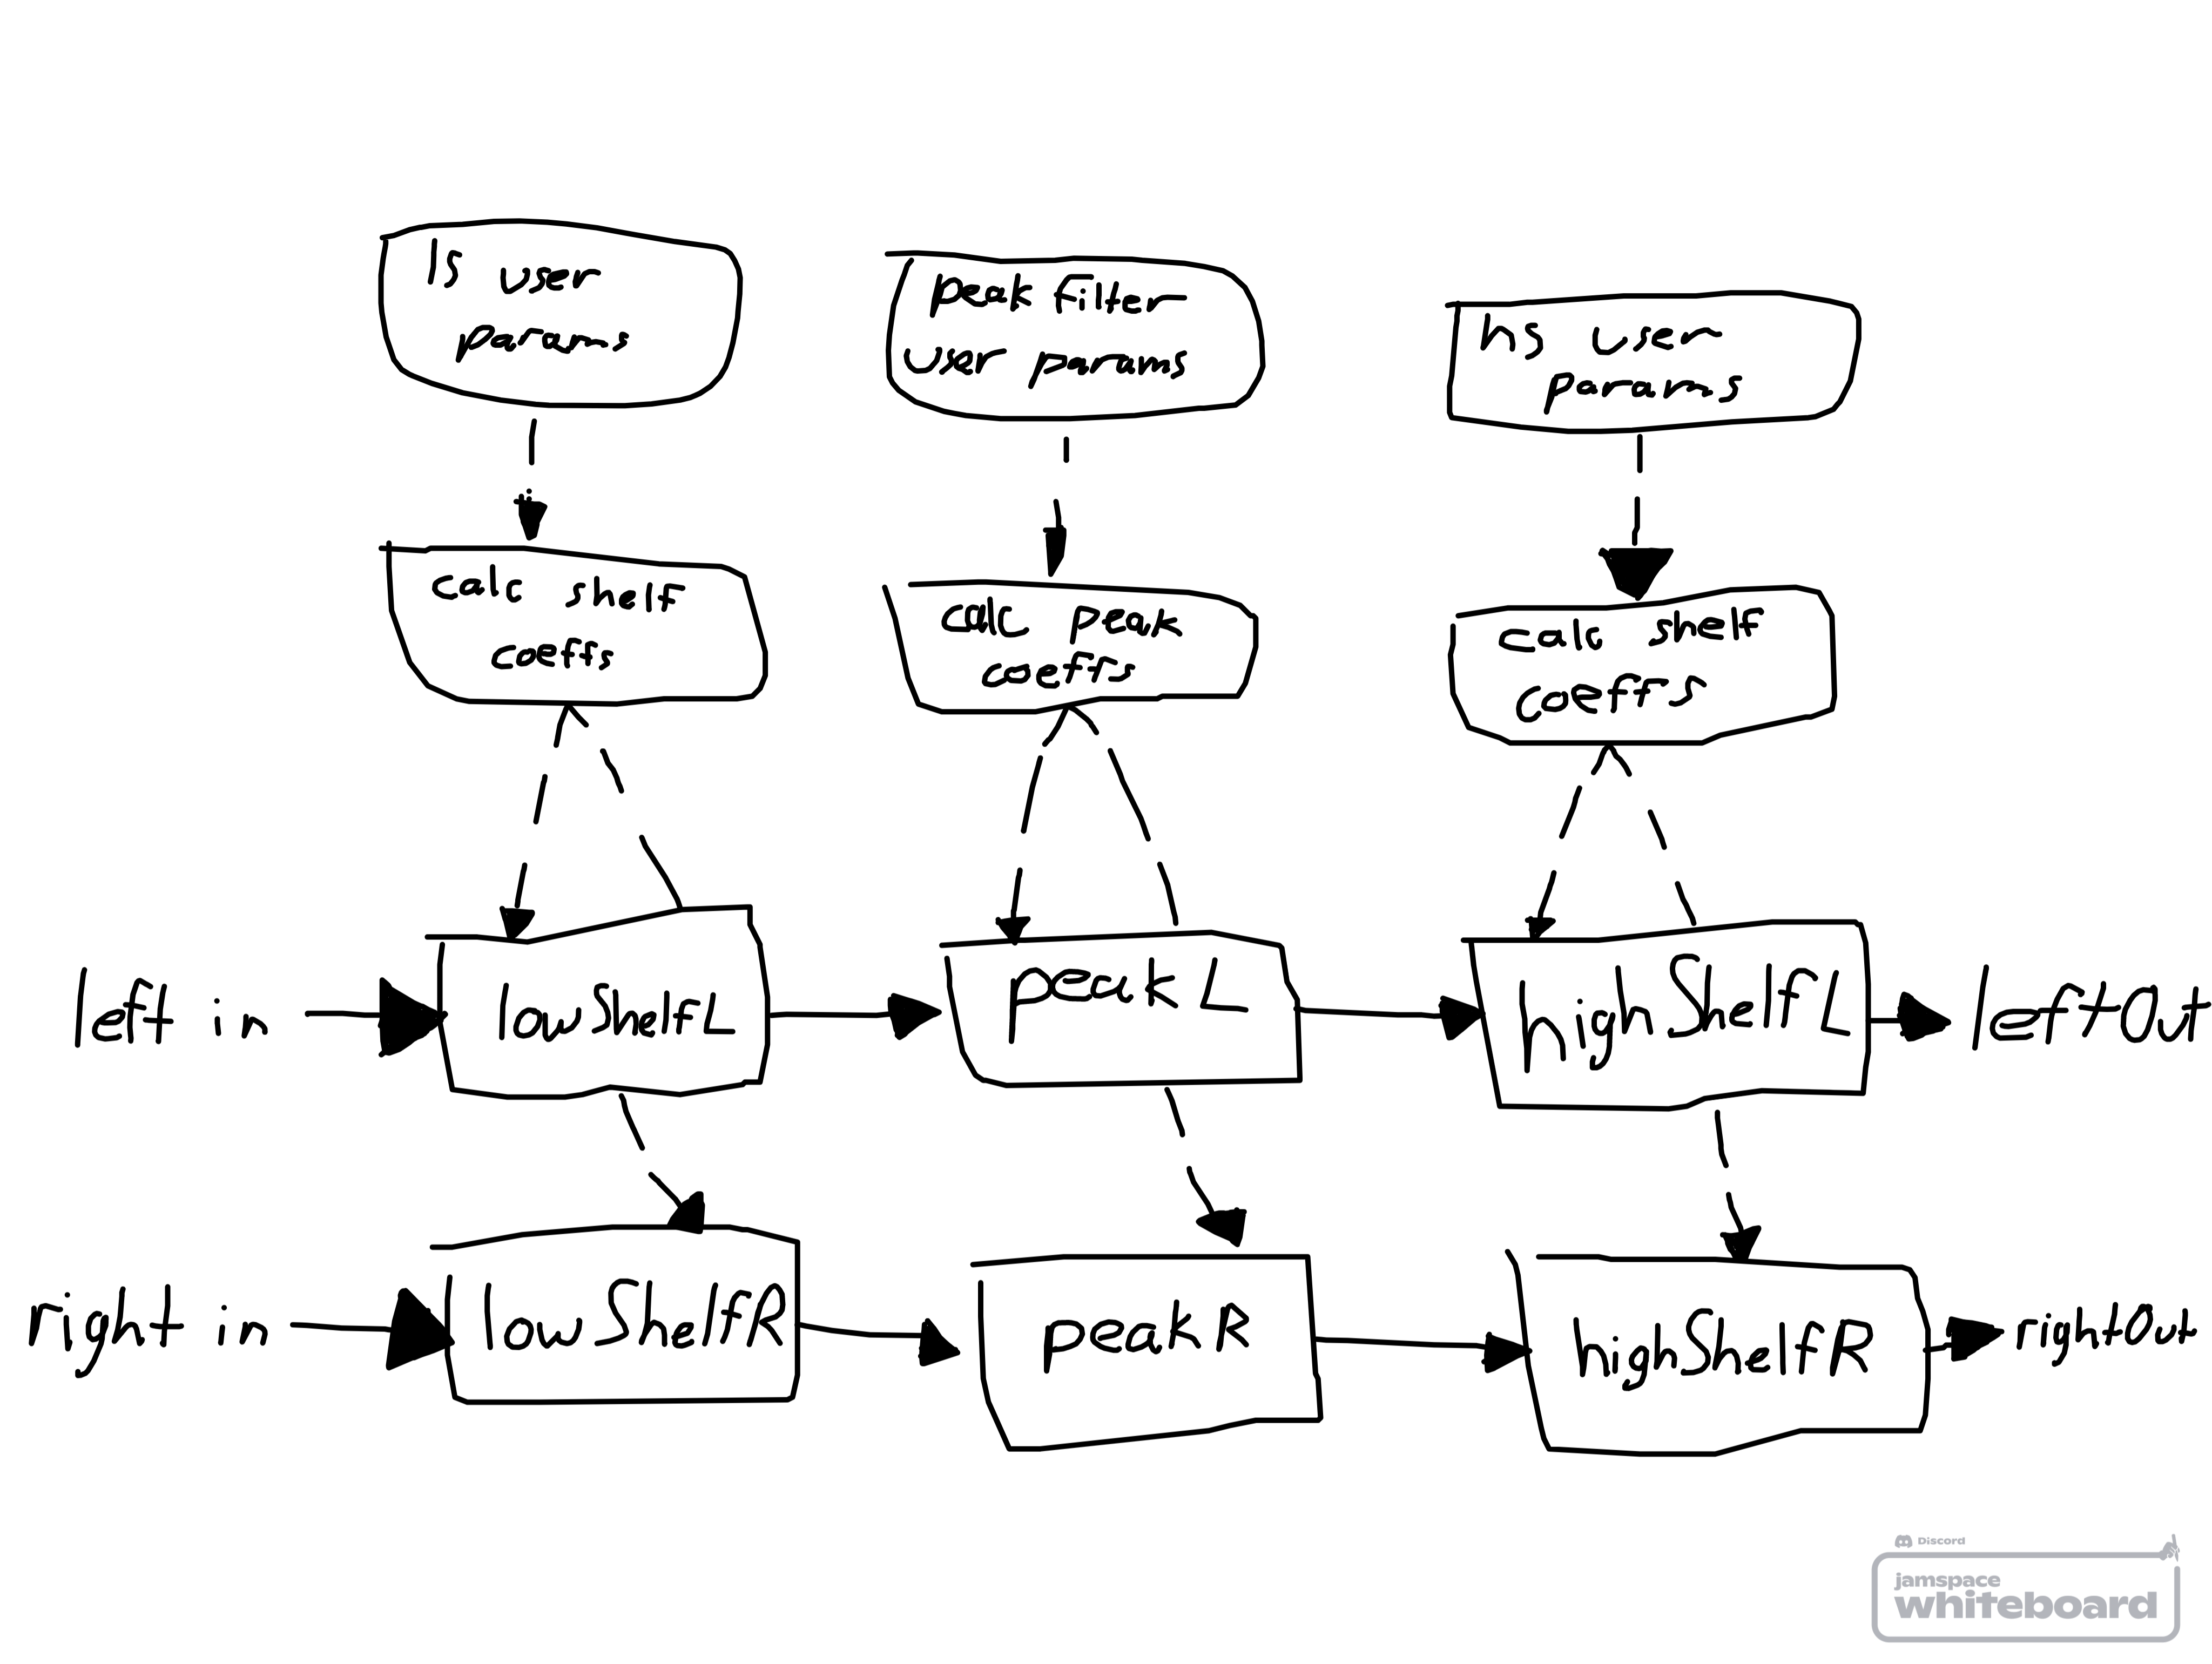 ls user
params
peak filter
user params
hs user
params
calc shelf
coeffs
calc peak
coeffs
calc shelf
coeffs
left in
lowShelfL
peakL
highShelfL
leftOut
right in
lowShelfR
peakR
highShelfR
rightOut
Discord
jamspace
whiteboard